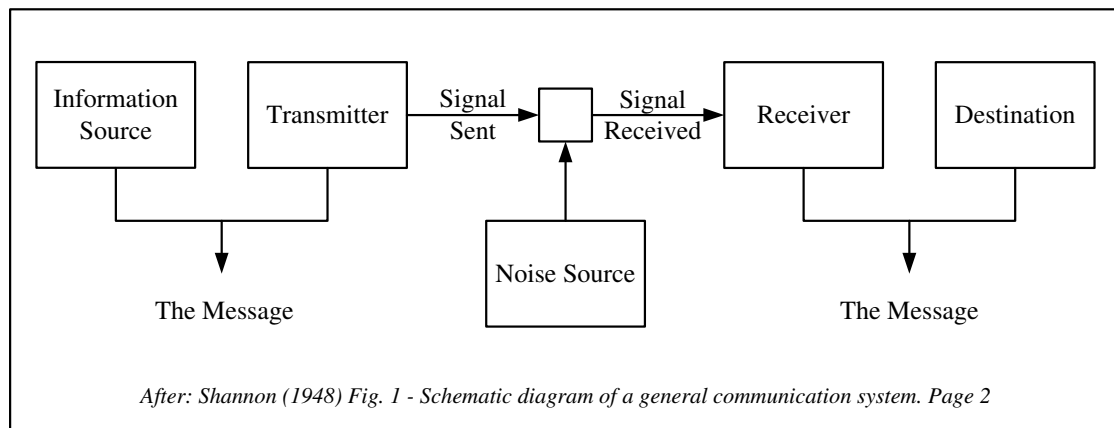 Information
Source
Transmitter
Signal
Sent
Signal
Received
Receiver
Destination
Noise Source
The Message
The Message
After: Shannon (1948) Fig. 1 - Schematic diagram of a general communication system. Page 2